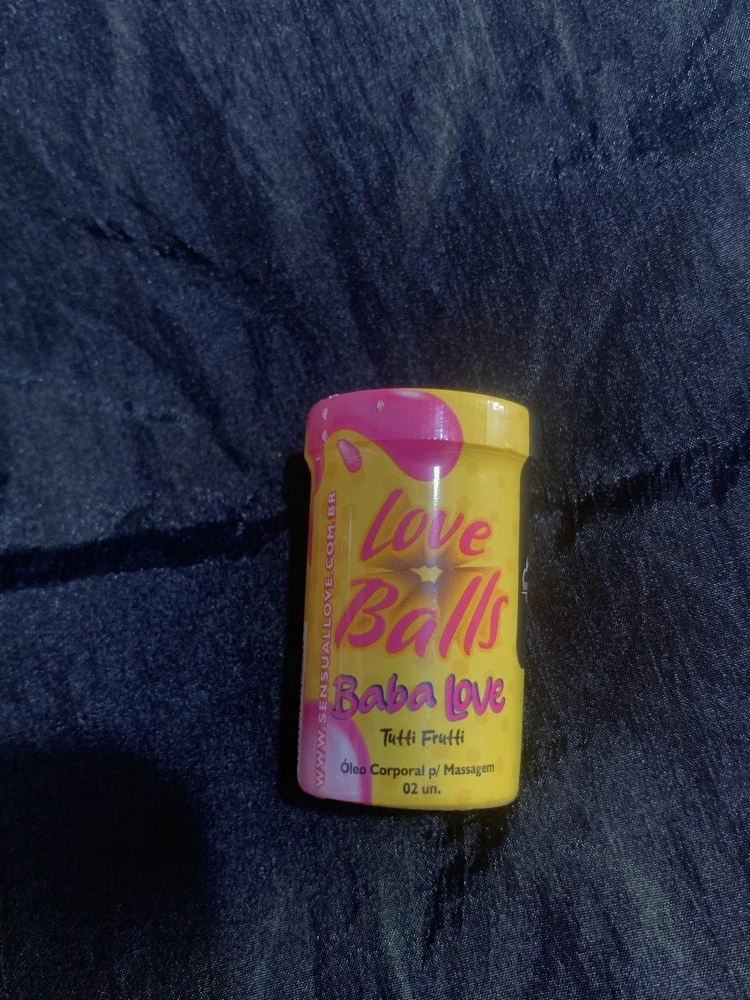 Love
Balls
Baba Love
Tutti Frutti
Óleo Corporal p/ Massagem
02 un.
WWW.SENSUALLOVE.COM.BR